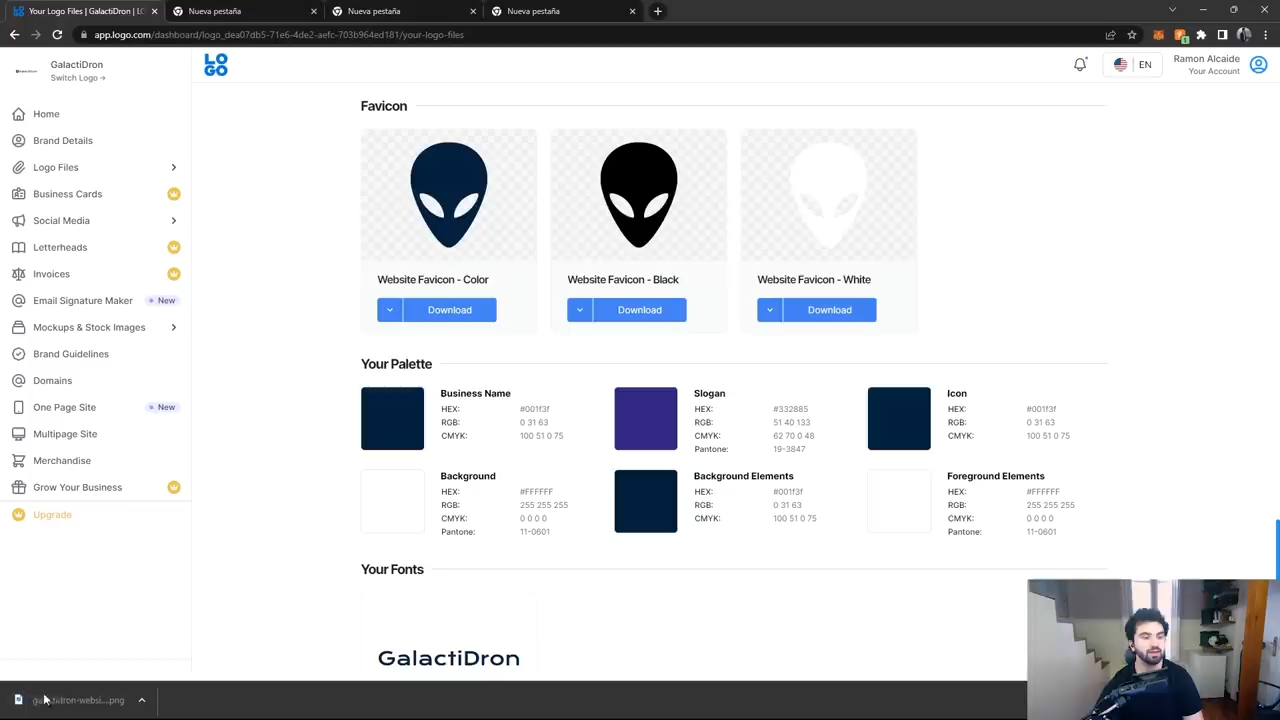 Your Logo Files | GalactiDron | LO
Nueva pestaña
Nueva pestaña
Nueva pestaña
app.logo.com/dashboard/logo_dea07db5-71e6-4de2-aefc-703b964ed181/your-logo-files
1
GalactiDron
Switch Logo →
LO
GO
EN
Ramon Alcaide
Your Account
Home
Brand Details
Logo Files
Business Cards
Social Media
Letterheads
Invoices
Email Signature Maker
New
Mockups & Stock Images
Brand Guidelines
Domains
One Page Site
New
Multipage Site
Merchandise
Grow Your Business
Upgrade
Favicon
Website Favicon - Color
Website Favicon - Black
Website Favicon - White
Download
Download
Download
Your Palette
Business Name
HEX: #001f3f
RGB: 0 31 63
CMYK: 100 51 0 75
Slogan
HEX: #332885
RGB: 51 40 133
CMYK: 62 70 0 48
Pantone: 19-3847
Icon
HEX: #001f3f
RGB: 0 31 63
CMYK: 100 51 0 75
Background
HEX: #FFFFFF
RGB: 255 255 255
CMYK: 0 0 0 0
Pantone: 11-0601
Background Elements
HEX: #001f3f
RGB: 0 31 63
CMYK: 100 51 0 75
Foreground Elements
HEX: #FFFFFF
RGB: 255 255 255
CMYK: 0 0 0 0
Pantone: 11-0601
Your Fonts
GalactiDron
galactidron-websi....png